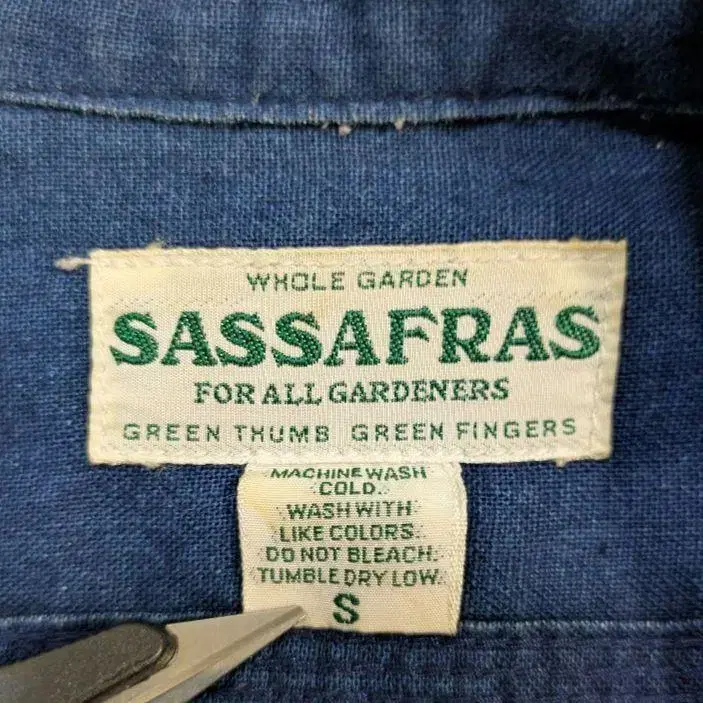 WHOLE GARDEN
SASSAFRAS
FOR ALL GARDENERS
GREEN THUMB GREEN FINGERS
MACHINE WASH
COLD.
WASH WITH
LIKE COLORS.
DO NOT BLEACH.
TUMBLE DRY LOW.
S